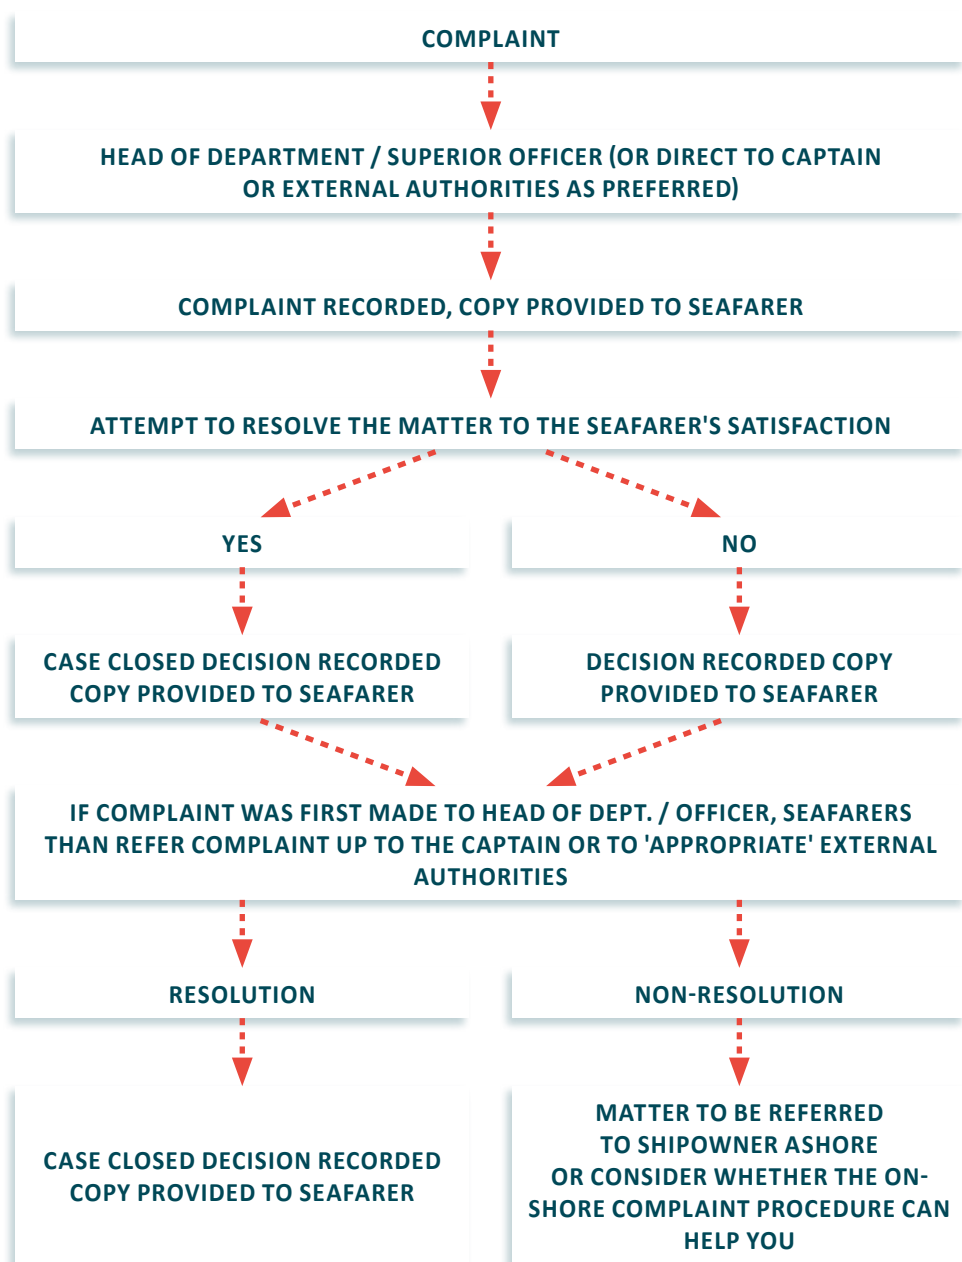 COMPLAINT
HEAD OF DEPARTMENT / SUPERIOR OFFICER (OR DIRECT TO CAPTAIN
OR EXTERNAL AUTHORITIES AS PREFERRED)
COMPLAINT RECORDED, COPY PROVIDED TO SEAFARER
ATTEMPT TO RESOLVE THE MATTER TO THE SEAFARER'S SATISFACTION
YES
NO
CASE CLOSED DECISION RECORDED
COPY PROVIDED TO SEAFARER
DECISION RECORDED COPY
PROVIDED TO SEAFARER
IF COMPLAINT WAS FIRST MADE TO HEAD OF DEPT. / OFFICER, SEAFARERS
THAN REFER COMPLAINT UP TO THE CAPTAIN OR TO 'APPROPRIATE' EXTERNAL
AUTHORITIES
RESOLUTION
NON-RESOLUTION
CASE CLOSED DECISION RECORDED
COPY PROVIDED TO SEAFARER
MATTER TO BE REFERRED
TO SHIPOWNER ASHORE
OR CONSIDER WHETHER THE ON-
SHORE COMPLAINT PROCEDURE CAN
HELP YOU